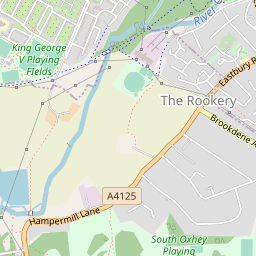 River C
King George
V Playing
Fields
Eastbury R
The Rookery
Brookdene A
A4125
Hampermill Lane
South Oxhey
Playing